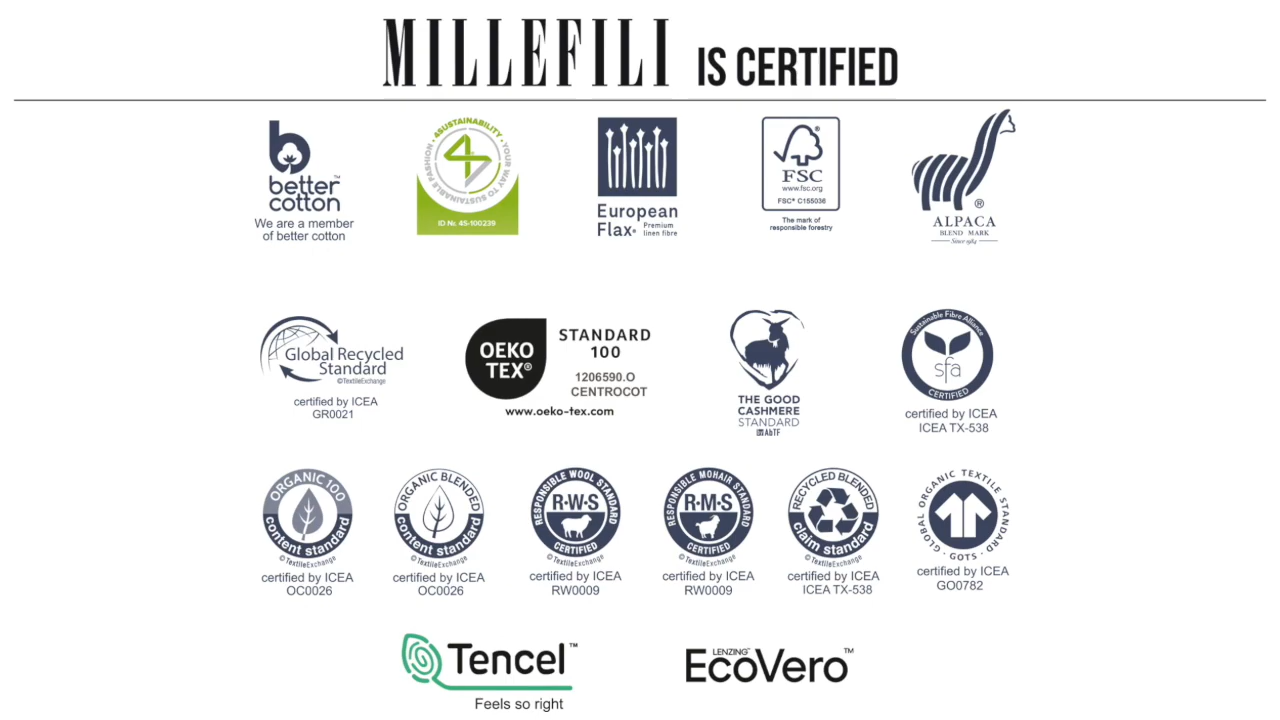 MILLEFILI IS CERTIFIED
b
better
cotton™
We are a member
of better cotton
4SUSTAINABILITY • YOUR WAY TO SUSTAINABLE FASHION •
4
ID Nr. 4S-100239
European
Flax® Premium
linen fibre
FSC
www.fsc.org
FSC® C155036
The mark of
responsible forestry
®
ALPACA
BLEND MARK
Since 1984
Global Recycled
Standard
©TextileExchange
certified by ICEA
GR0021
OEKO
TEX®
STANDARD
100
1206590.O
CENTROCOT
www.oeko-tex.com
THE GOOD
CASHMERE
STANDARD
AbTF
Sustainable Fibre Alliance
sfa
CERTIFIED
certified by ICEA
ICEA TX-538
ORGANIC 100
content standard
©TextileExchange
certified by ICEA
OC0026
ORGANIC BLENDED
content standard
©TextileExchange
certified by ICEA
OC0026
RESPONSIBLE WOOL STANDARD
R·W·S
CERTIFIED
©TextileExchange
certified by ICEA
RW0009
RESPONSIBLE MOHAIR STANDARD
R·M·S
CERTIFIED
©TextileExchange
certified by ICEA
RW0009
RECYCLED BLENDED
claim standard
©TextileExchange
certified by ICEA
ICEA TX-538
GLOBAL ORGANIC TEXTILE STANDARD
· GOTS ·
certified by ICEA
GO0782
Tencel™
Feels so right
LENZING™
EcoVero™